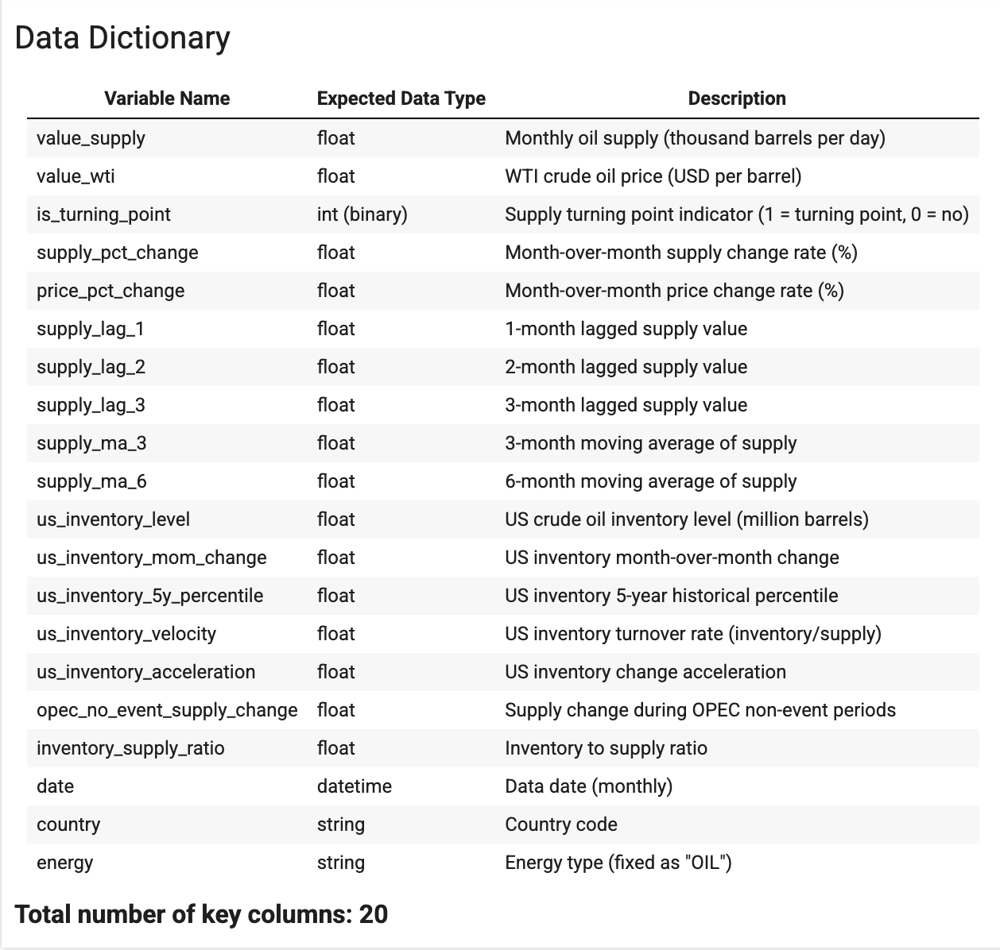 Data Dictionary
Variable Name Expected Data Type Description
value_supply float Monthly oil supply (thousand barrels per day)
value_wti float WTI crude oil price (USD per barrel)
is_turning_point int (binary) Supply turning point indicator (1 = turning point, 0 = no)
supply_pct_change float Month-over-month supply change rate (%)
price_pct_change float Month-over-month price change rate (%)
supply_lag_1 float 1-month lagged supply value
supply_lag_2 float 2-month lagged supply value
supply_lag_3 float 3-month lagged supply value
supply_ma_3 float 3-month moving average of supply
supply_ma_6 float 6-month moving average of supply
us_inventory_level float US crude oil inventory level (million barrels)
us_inventory_mom_change float US inventory month-over-month change
us_inventory_5y_percentile float US inventory 5-year historical percentile
us_inventory_velocity float US inventory turnover rate (inventory/supply)
us_inventory_acceleration float US inventory change acceleration
opec_no_event_supply_change float Supply change during OPEC non-event periods
inventory_supply_ratio float Inventory to supply ratio
date datetime Data date (monthly)
country string Country code
energy string Energy type (fixed as "OIL")
Total number of key columns: 20